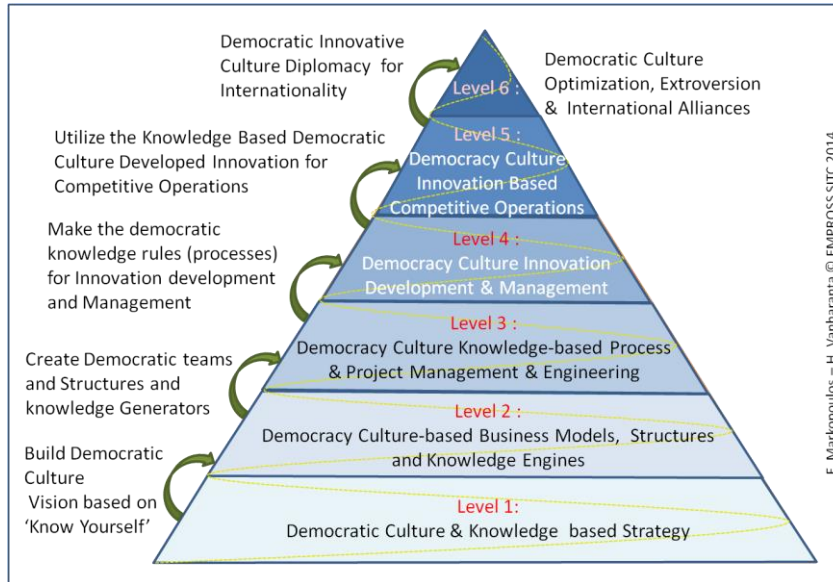 Democratic Innovative
Culture Diplomacy for
Internationality
Level 6 :
Democratic Culture
Optimization, Extroversion
& International Alliances
Utilize the Knowledge Based Democratic
Culture Developed Innovation for
Competitive Operations
Level 5 :
Democracy Culture
Innovation Based
Competitive Operations
Make the democratic
knowledge rules (processes)
for Innovation development
and Management
Level 4 :
Democracy Culture Innovation
Development & Management
Create Democratic teams
and Structures and
knowledge Generators
Level 3 :
Democracy Culture Knowledge-based Process
& Project Management & Engineering
Build Democratic
Culture
Vision based on
‘Know Yourself’
Level 2 :
Democracy Culture-based Business Models, Structures
and Knowledge Engines
Level 1:
Democratic Culture & Knowledge based Strategy
E. Markopoulos – H. Vanharanta © EMPRESS SITC 2014